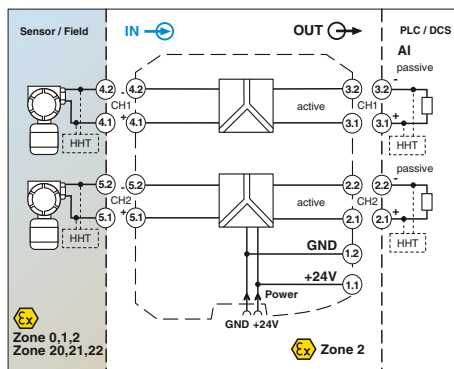 Sensor / Field IN OUT PLC / DCS
AI
passive
4.2 - 4.2 3.2 3.2 -
CH1 active CH1
4.1 + 4.1 3.1 3.1 +
HHT HHT
passive
5.2 - 5.2 2.2 2.2 -
CH2 active CH2
5.1 + 5.1 2.1 2.1 +
HHT HHT
GND 1.2
+24V 1.1
Power
GND +24V
Ex
Zone 0,1,2
Zone 20,21,22
Ex Zone 2